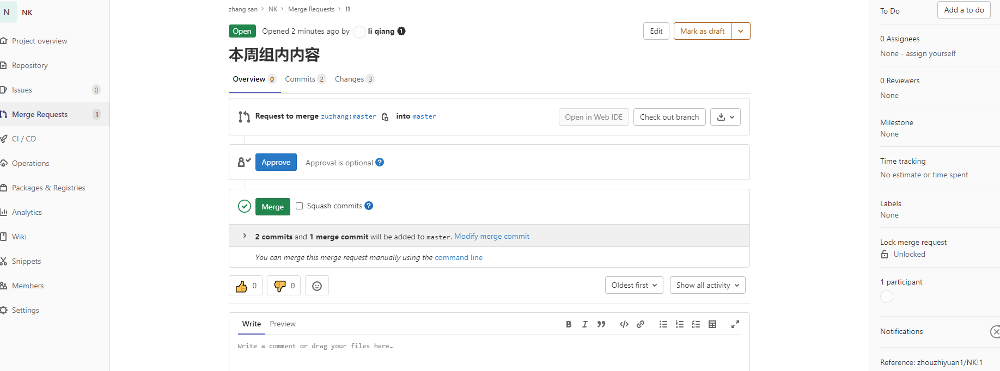 N NK
Project overview
Repository
Issues 0
Merge Requests 1
CI / CD
Operations
Packages & Registries
Analytics
Wiki
Snippets
Members
Settings
zhang san > NK > Merge Requests > !1
Open Opened 2 minutes ago by li qiang 1
Edit Mark as draft
本周组内内容
Overview 0 Commits 2 Changes 3
Request to merge zuzhang:master into master
Open in Web IDE Check out branch
Approve Approval is optional ?
Merge Squash commits ?
2 commits and 1 merge commit will be added to master. Modify merge commit
You can merge this merge request manually using the command line
0 0
Oldest first Show all activity
Write Preview
Write a comment or drag your files here…
To Do Add a to do
0 Assignees
None - assign yourself
0 Reviewers
None
Milestone
None
Time tracking
No estimate or time spent
Labels
None
Lock merge request
Unlocked
1 participant
Notifications
Reference: zhouzhiyuan1/NK!1